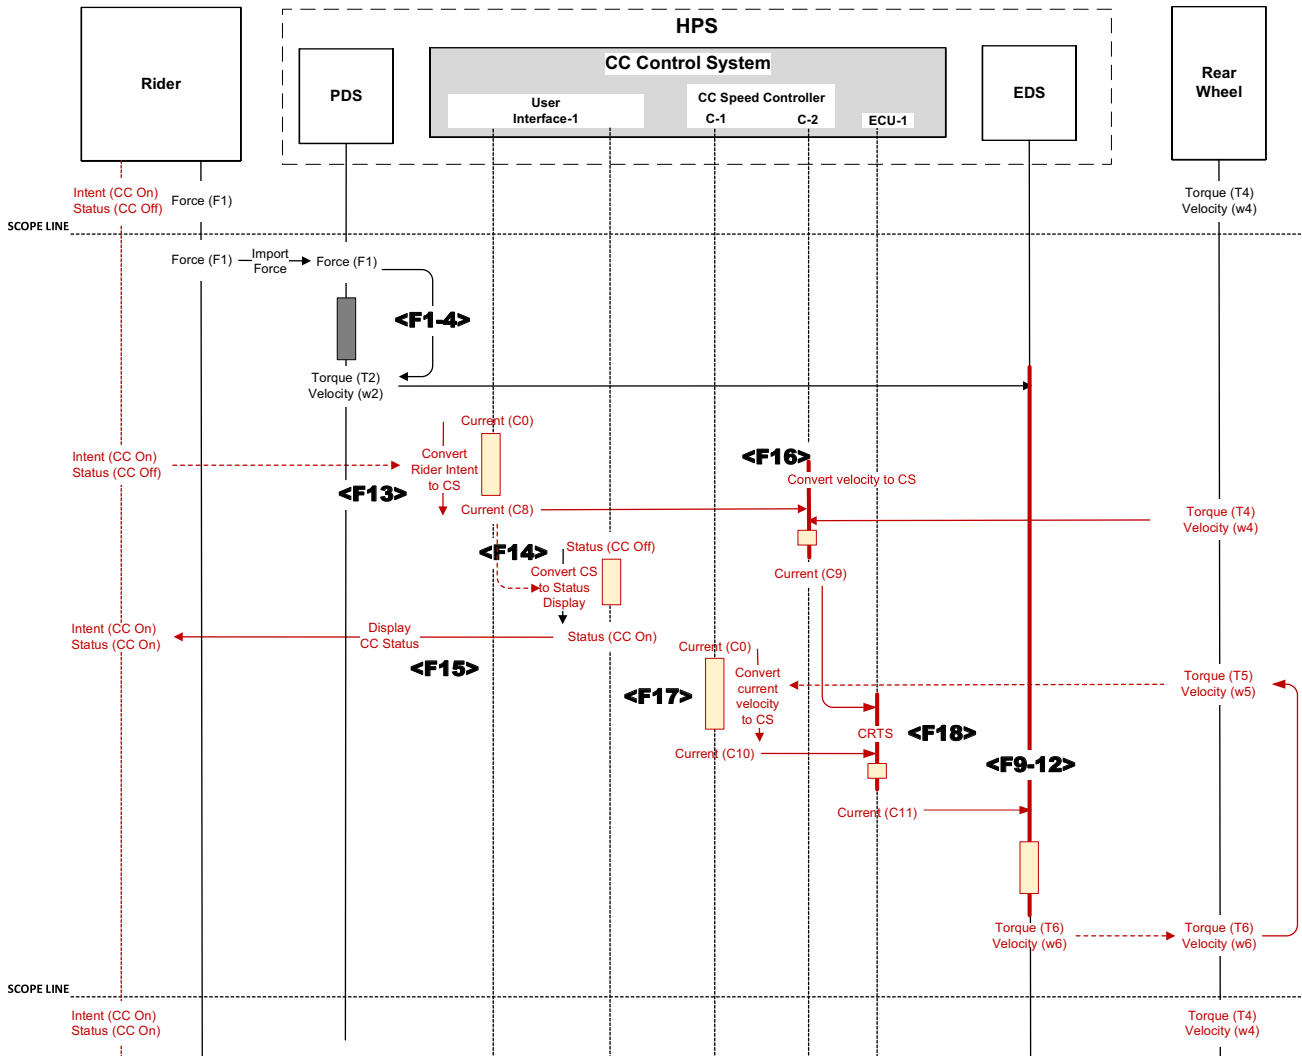 HPS
CC Control System
Rider
PDS
User
Interface-1
CC Speed Controller
C-1
C-2
ECU-1
EDS
Rear
Wheel
Intent (CC On)
Status (CC Off)
Force (F1)
Torque (T4)
Velocity (w4)
SCOPE LINE
Force (F1)
Import
Force
Force (F1)
<F1-4>
Torque (T2)
Velocity (w2)
Current (C0)
Intent (CC On)
Status (CC Off)
Convert
Rider Intent
to CS
<F13>
Current (C8)
<F16>
Convert velocity to CS
Torque (T4)
Velocity (w4)
<F14>
Status (CC Off)
Convert CS
to Status
Display
Current (C9)
Intent (CC On)
Status (CC On)
Display
CC Status
Status (CC On)
<F15>
Current (C0)
Convert
current
velocity
to CS
<F17>
Torque (T5)
Velocity (w5)
CRTS
<F18>
Current (C10)
<F9-12>
Current (C11)
Torque (T6)
Velocity (w6)
Torque (T6)
Velocity (w6)
SCOPE LINE
Intent (CC On)
Status (CC On)
Torque (T4)
Velocity (w4)